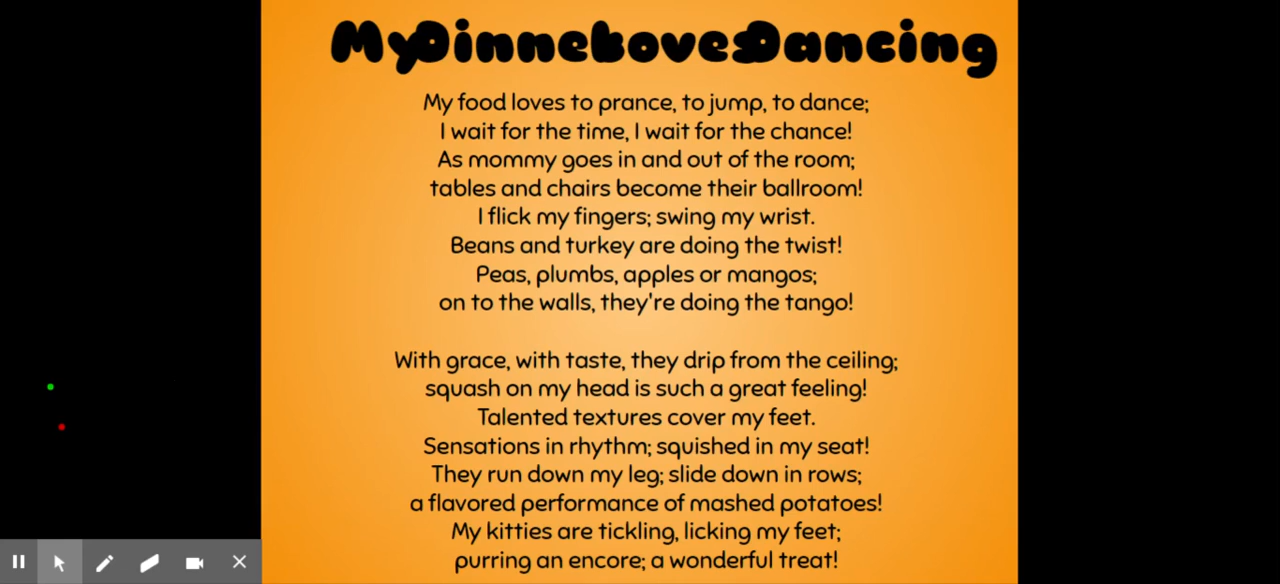 My Dinner Loves Dancing
My food loves to prance, to jump, to dance;
I wait for the time, I wait for the chance!
As mommy goes in and out of the room;
tables and chairs become their ballroom!
I flick my fingers; swing my wrist.
Beans and turkey are doing the twist!
Peas, plumbs, apples or mangos;
on to the walls, they're doing the tango!
With grace, with taste, they drip from the ceiling;
squash on my head is such a great feeling!
Talented textures cover my feet.
Sensations in rhythm; squished in my seat!
They run down my leg; slide down in rows;
a flavored performance of mashed potatoes!
My kitties are tickling, licking my feet;
purring an encore; a wonderful treat!